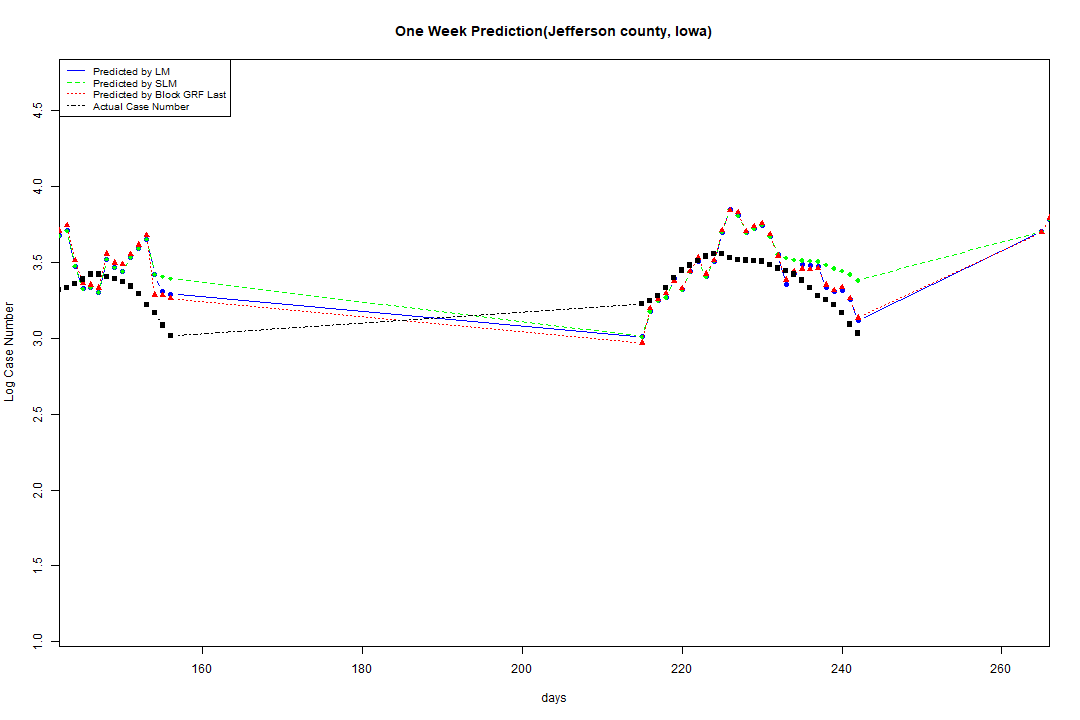 One Week Prediction(Jefferson county, Iowa)
Predicted by LM
Predicted by SLM
Predicted by Block GRF Last
Actual Case Number
Log Case Number
4.5
4.0
3.5
3.0
2.5
2.0
1.5
1.0
160 180 200 220 240 260
days